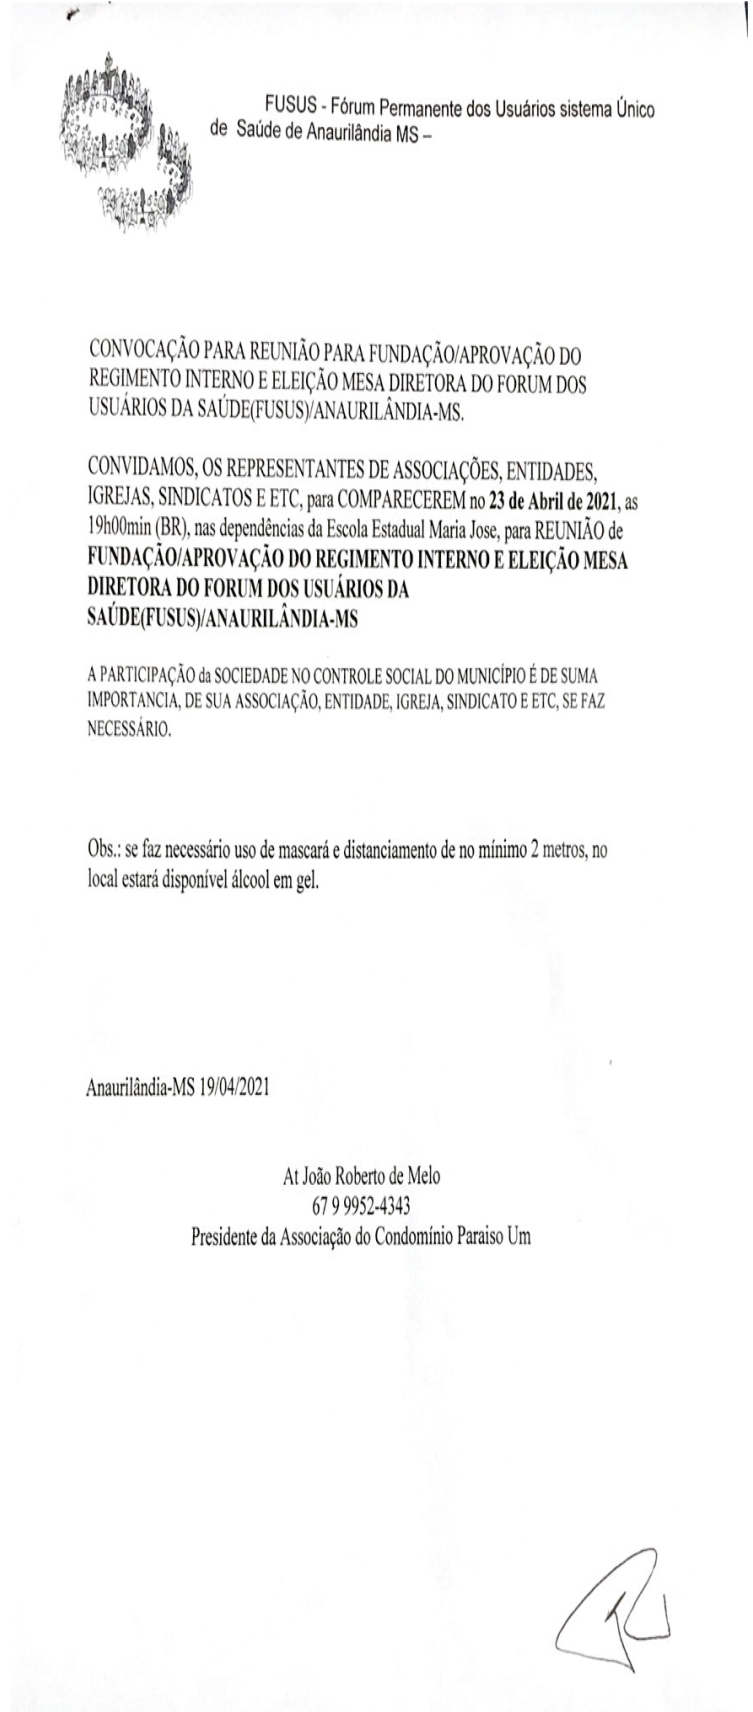 FUSUS - Fórum Permanente dos Usuários sistema Único
de Saúde de Anaurilândia MS –
CONVOCAÇÃO PARA REUNIÃO PARA FUNDAÇÃO/APROVAÇÃO DO
REGIMENTO INTERNO E ELEIÇÃO MESA DIRETORA DO FORUM DOS
USUÁRIOS DA SAÚDE(FUSUS)/ANAURILÂNDIA-MS.
CONVIDAMOS, OS REPRESENTANTES DE ASSOCIAÇÕES, ENTIDADES,
IGREJAS, SINDICATOS E ETC, para COMPARECEREM no 23 de Abril de 2021, as
19h00min (BR), nas dependências da Escola Estadual Maria Jose, para REUNIÃO de
FUNDAÇÃO/APROVAÇÃO DO REGIMENTO INTERNO E ELEIÇÃO MESA
DIRETORA DO FORUM DOS USUÁRIOS DA
SAÚDE(FUSUS)/ANAURILÂNDIA-MS
A PARTICIPAÇÃO da SOCIEDADE NO CONTROLE SOCIAL DO MUNICÍPIO É DE SUMA
IMPORTANCIA, DE SUA ASSOCIAÇÃO, ENTIDADE, IGREJA, SINDICATO E ETC, SE FAZ
NECESSÁRIO.
Obs.: se faz necessário uso de mascará e distanciamento de no mínimo 2 metros, no
local estará disponível álcool em gel.
Anaurilândia-MS 19/04/2021
At João Roberto de Melo
67 9 9952-4343
Presidente da Associação do Condomínio Paraiso Um